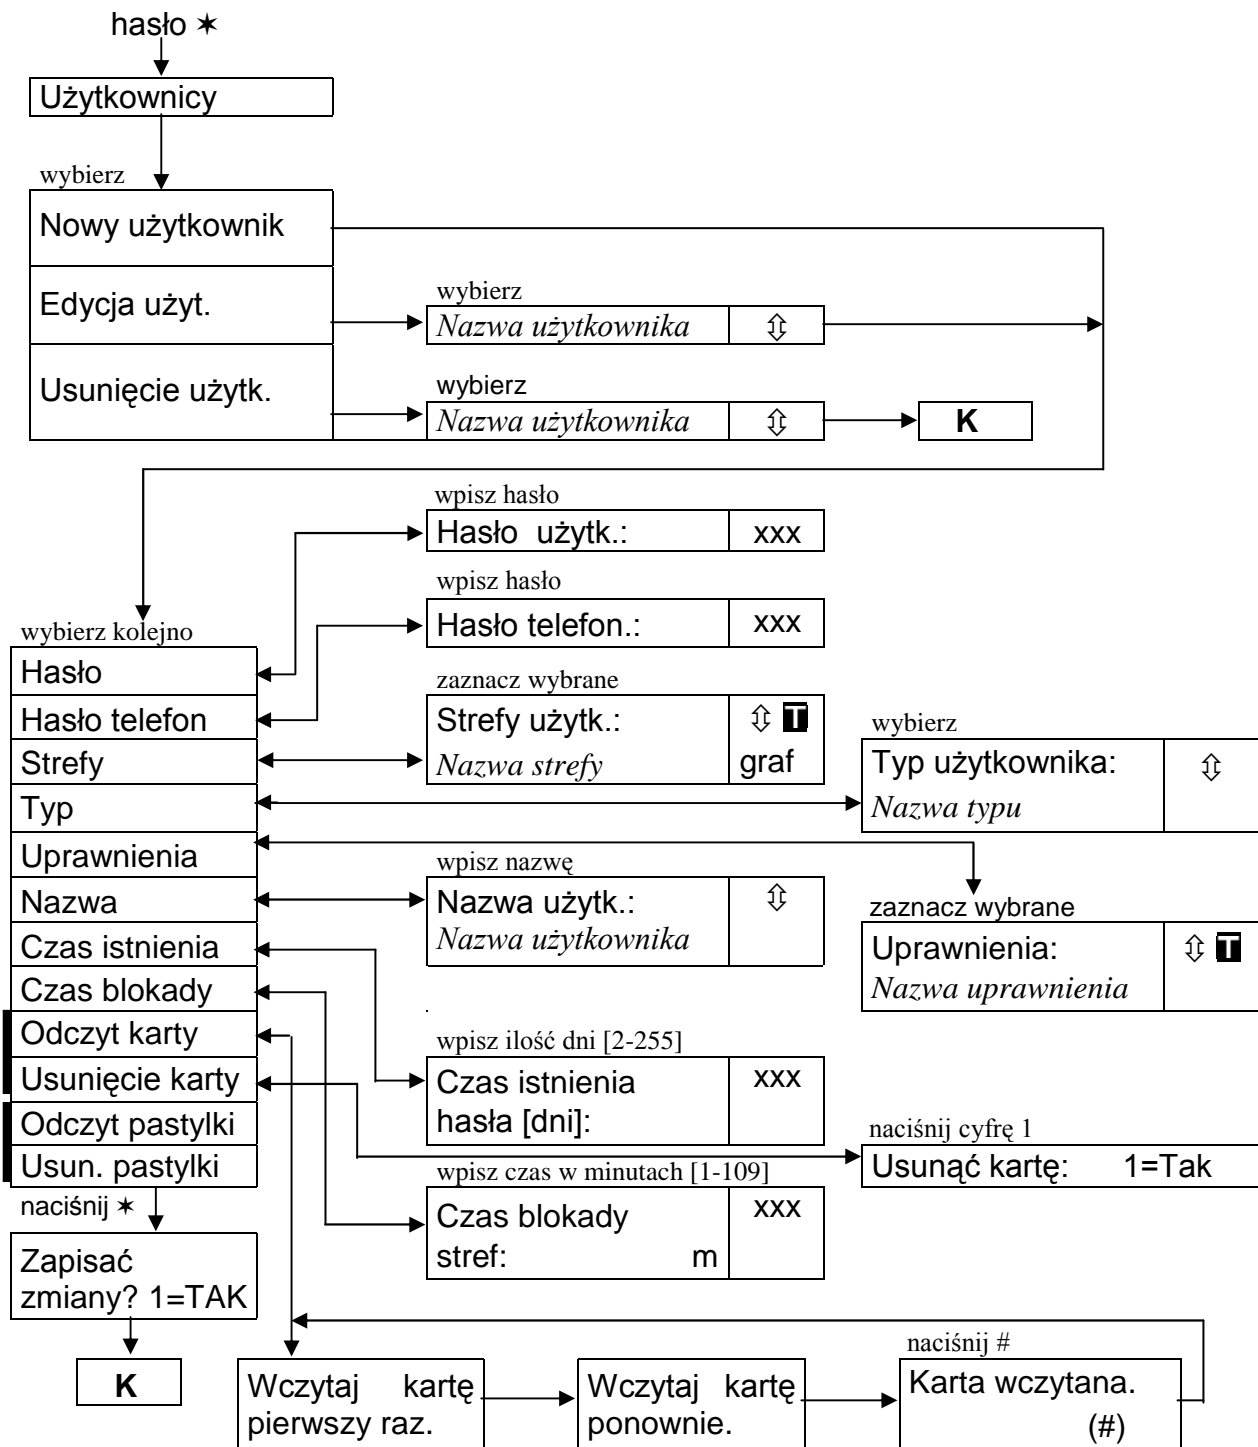 hasło ✶
Użytkownicy
wybierz
Nowy użytkownik
Edycja użyt.
wybierz
Nazwa użytkownika ⇳
Usunięcie użytk.
wybierz
Nazwa użytkownika ⇳
K
wpisz hasło
Hasło użytk.: xxx
wpisz hasło
Hasło telefon.: xxx
wybierz kolejno
Hasło
Hasło telefon
Strefy
Typ
Uprawnienia
Nazwa
Czas istnienia
Czas blokady
Odczyt karty
Usunięcie karty
Odczyt pastylki
Usun. pastylki
zaznacz wybrane
Strefy użytk.: ⇳ T
Nazwa strefy graf
wybierz
Typ użytkownika: ⇳
Nazwa typu
wpisz nazwę
Nazwa użytk.: ⇳
Nazwa użytkownika
zaznacz wybrane
Uprawnienia: ⇳ T
Nazwa uprawnienia
wpisz ilość dni [2-255]
Czas istnienia xxx
hasła [dni]:
naciśnij cyfrę 1
Usunąć kartę: 1=Tak
wpisz czas w minutach [1-109]
Czas blokady xxx
stref: m
naciśnij ✶
Zapisać
zmiany? 1=TAK
K
Wczytaj kartę
pierwszy raz.
Wczytaj kartę
ponownie.
naciśnij #
Karta wczytana.
(#)